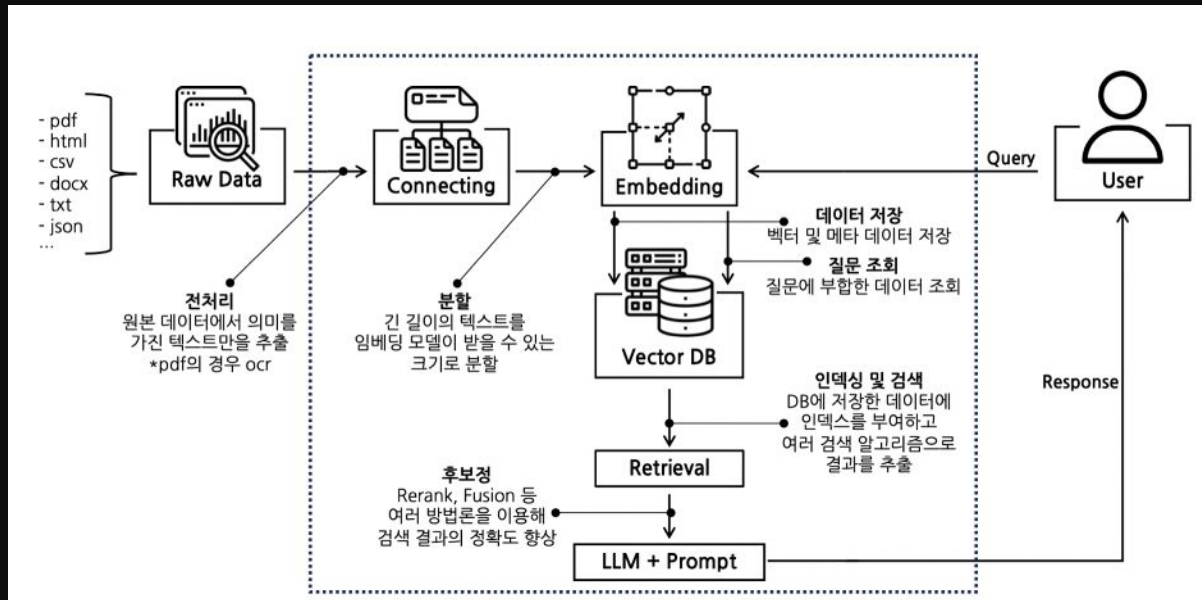 - pdf
- html
- csv
- docx
- txt
- json
...
Raw Data
Connecting
Embedding
Query
User
전처리
원본 데이터에서 의미를
가진 텍스트만을 추출
*pdf의 경우 ocr
분할
긴 길이의 텍스트를
임베딩 모델이 받을 수 있는
크기로 분할
데이터 저장
벡터 및 메타 데이터 저장
질문 조회
질문에 부합한 데이터 조회
Vector DB
인덱싱 및 검색
DB에 저장한 데이터에
인덱스를 부여하고
여러 검색 알고리즘으로
결과를 추출
Response
Retrieval
후보정
Rerank, Fusion 등
여러 방법론을 이용해
검색 결과의 정확도 향상
LLM + Prompt